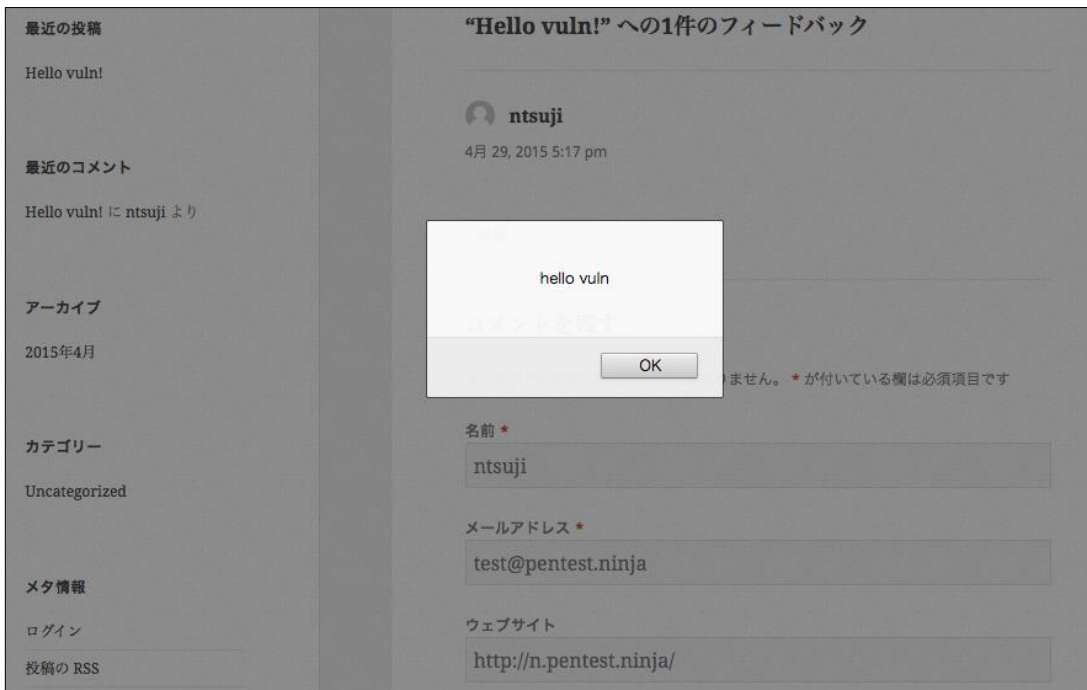 最近の投稿
Hello vuln!
最近のコメント
Hello vuln! に ntsuji より
アーカイブ
2015年4月
カテゴリー
Uncategorized
メタ情報
ログイン
投稿の RSS
“Hello vuln!” への1件のフィードバック
ntsuji
4月 29, 2015 5:17 pm
hello vuln
OK
コメントを残す
ません。 * が付いている欄は必須項目です
名前 *
ntsuji
メールアドレス *
test@pentest.ninja
ウェブサイト
http://n.pentest.ninja/